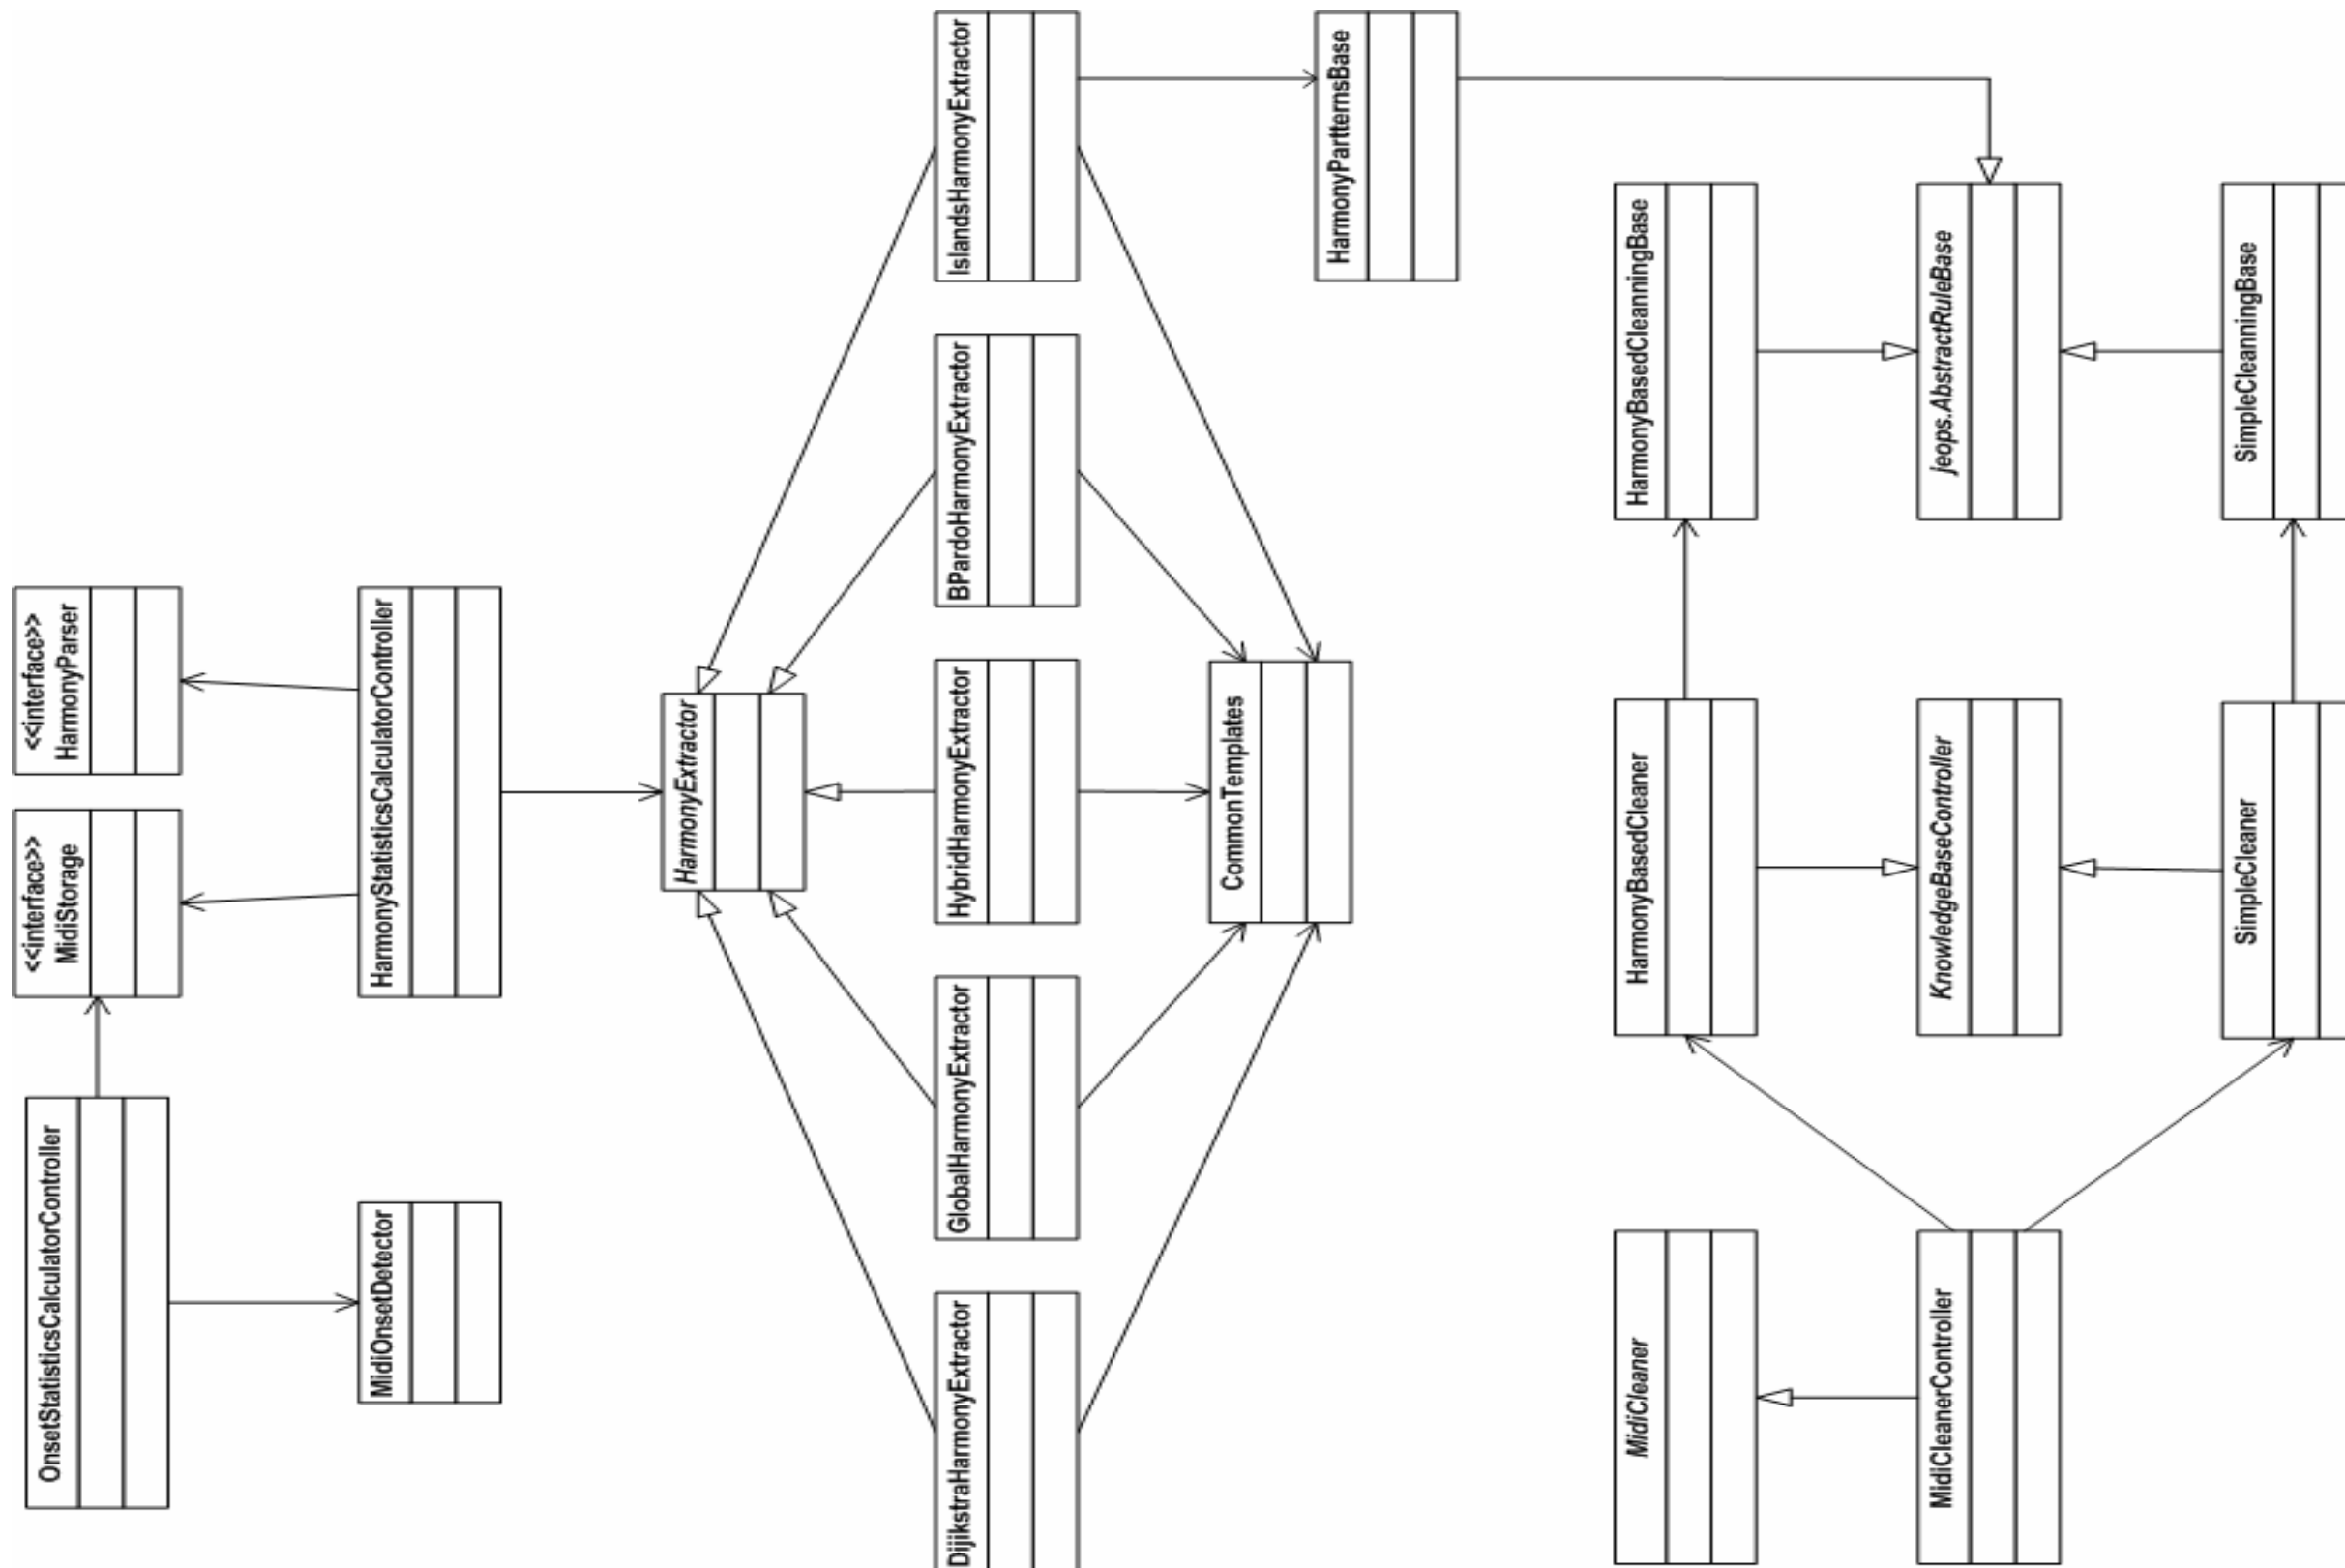 OnsetStatisticsCalculatorController
<<interface>>
MidiStorage
<<interface>>
HarmonyParser
MidiOnsetDetector
HarmonyStatisticsCalculatorController
HarmonyExtractor
DijikstraHarmonyExtractor
GlobalHarmonyExtractor
HybridHarmonyExtractor
BPardoHarmonyExtractor
IslandsHarmonyExtractor
CommonTemplates
HarmonyPartternsBase
MidiCleaner
HarmonyBasedCleaner
HarmonyBasedCleanningBase
MidiCleanerController
KnowledgeBaseController
jeops.AbstractRuleBase
SimpleCleaner
SimpleCleanningBase